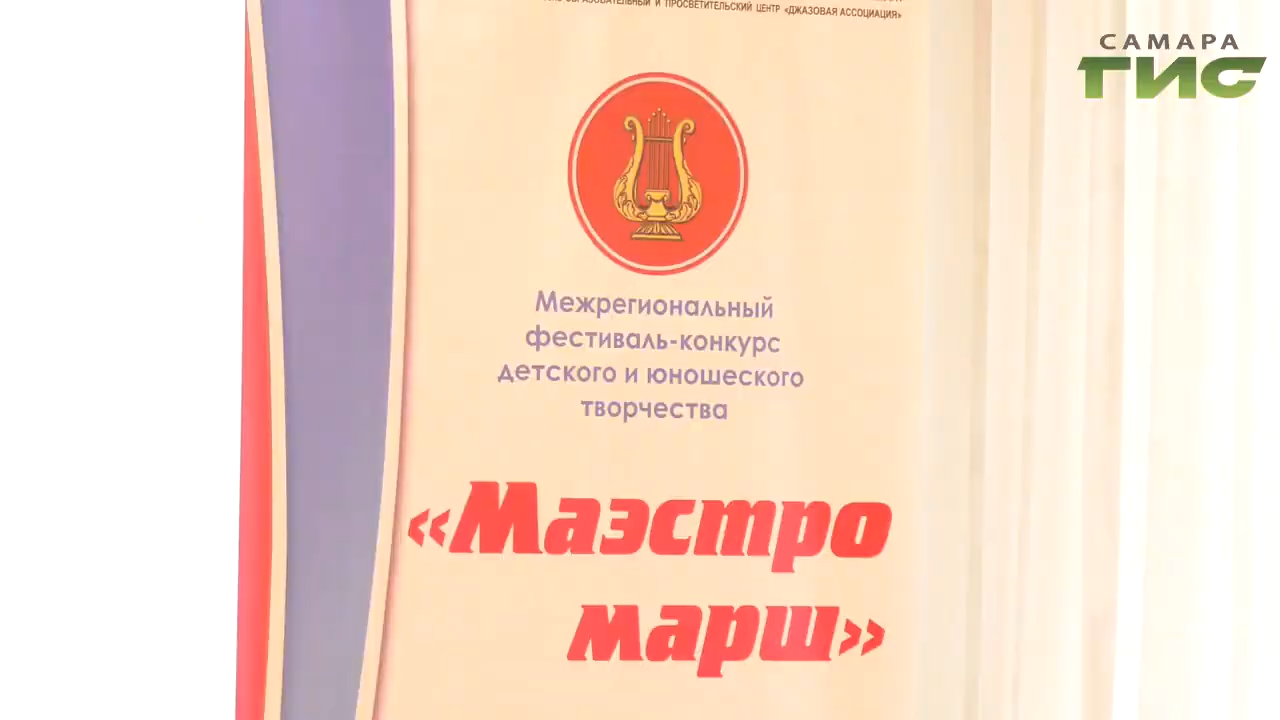 ОБРАЗОВАТЕЛЬНЫЙ И ПРОСВЕТИТЕЛЬСКИЙ ЦЕНТР «ДЖАЗОВАЯ АССОЦИАЦИЯ»
САМАРА
ГИС
Межрегиональный
фестиваль-конкурс
детского и юношеского
творчества
«Маэстро
марш»